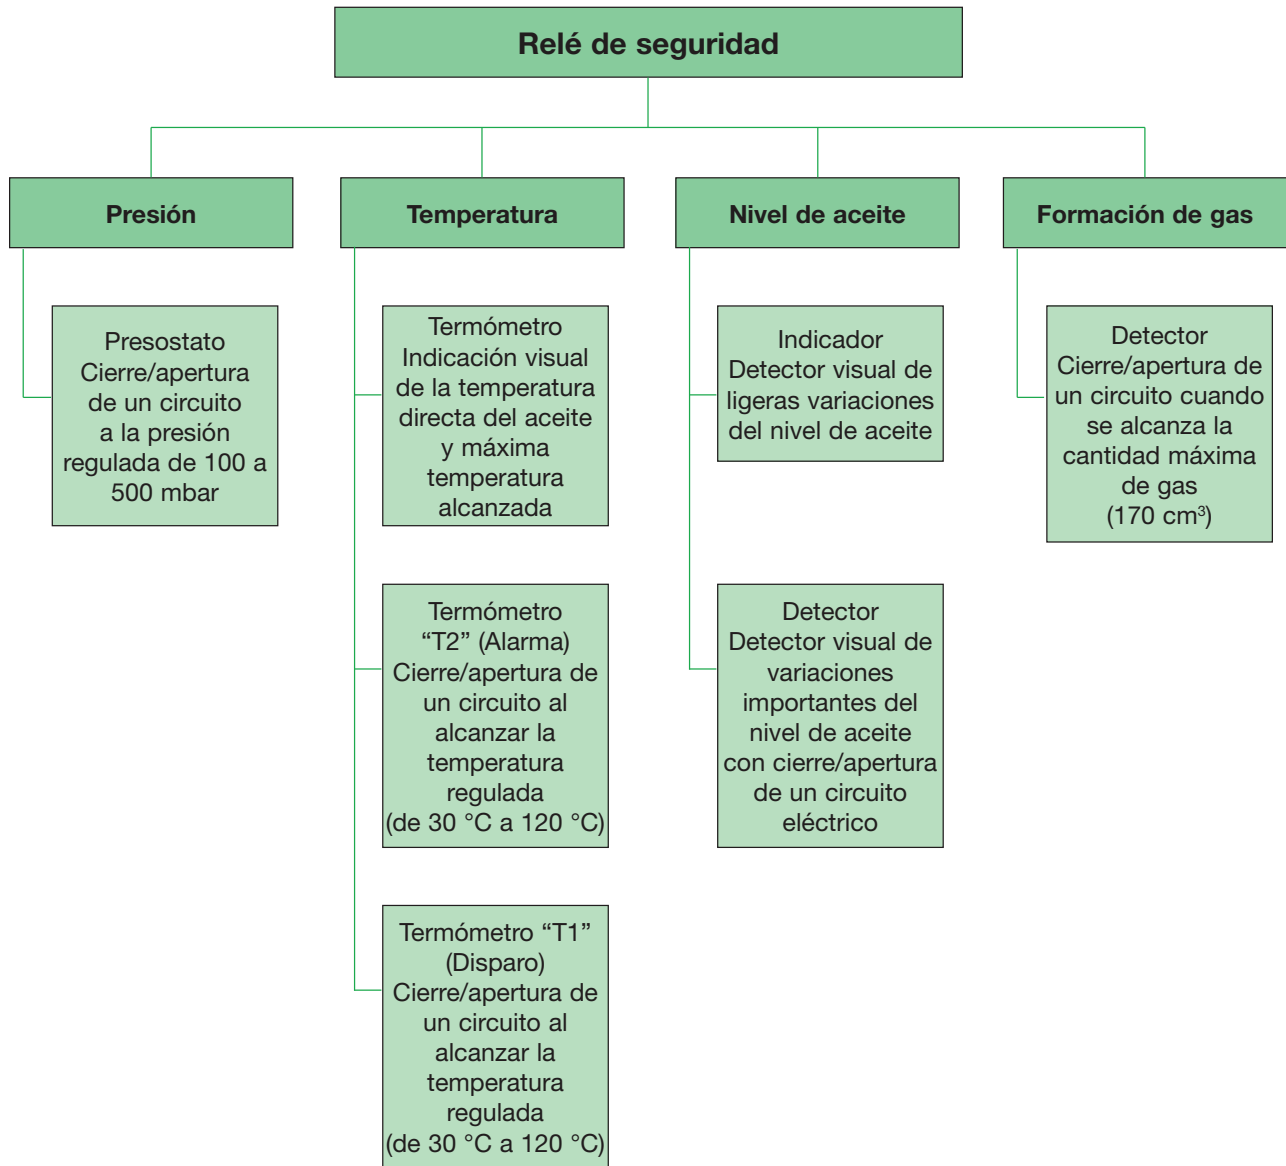 Relé de seguridad
Presión
Presostato
Cierre/apertura
de un circuito
a la presión
regulada de 100 a
500 mbar
Temperatura
Termómetro
Indicación visual
de la temperatura
directa del aceite
y máxima
temperatura
alcanzada
Termómetro
“T2” (Alarma)
Cierre/apertura de
un circuito al
alcanzar la
temperatura
regulada
(de 30 °C a 120 °C)
Termómetro “T1”
(Disparo)
Cierre/apertura de
un circuito al
alcanzar la
temperatura
regulada
(de 30 °C a 120 °C)
Nivel de aceite
Indicador
Detector visual de
ligeras variaciones
del nivel de aceite
Detector
Detector visual de
variaciones
importantes del
nivel de aceite
con cierre/apertura
de un circuito
eléctrico
Formación de gas
Detector
Cierre/apertura de
un circuito cuando
se alcanza la
cantidad máxima
de gas
(170 cm³)